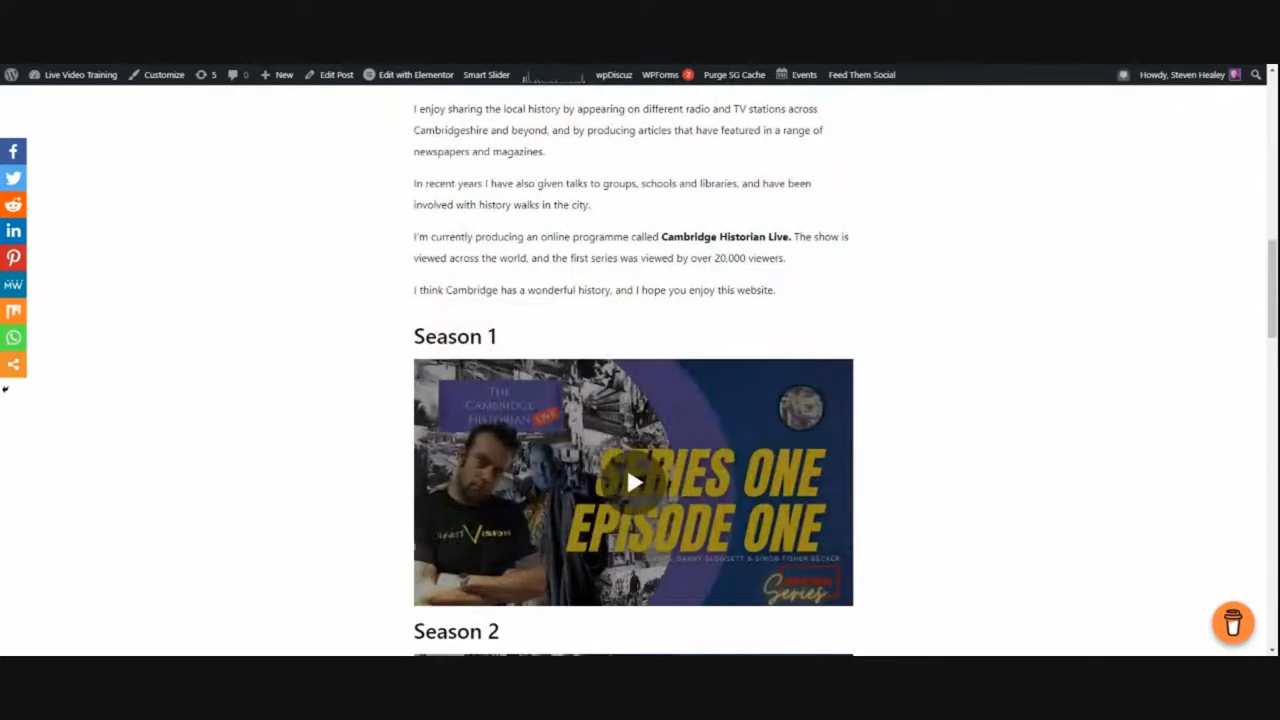 Live Video Training Customize 5 0 New Edit Post Edit with Elementor Smart Slider wpDiscuz WPForms 7 Purge SG Cache Events Feed Them Social Howdy, Steven Healey
I enjoy sharing the local history by appearing on different radio and TV stations across
Cambridgeshire and beyond, and by producing articles that have featured in a range of
newspapers and magazines.
In recent years I have also given talks to groups, schools and libraries, and have been
involved with history walks in the city.
I'm currently producing an online programme called Cambridge Historian Live. The show is
viewed across the world, and the first series was viewed by over 20,000 viewers.
I think Cambridge has a wonderful history, and I hope you enjoy this website.
Season 1
THE
CAMBRIDGE
HISTORIAN LIVE
SERIES ONE
EPISODE ONE
DANNY SLUGGETT & SIMON FISHER BECKER
Series
Season 2